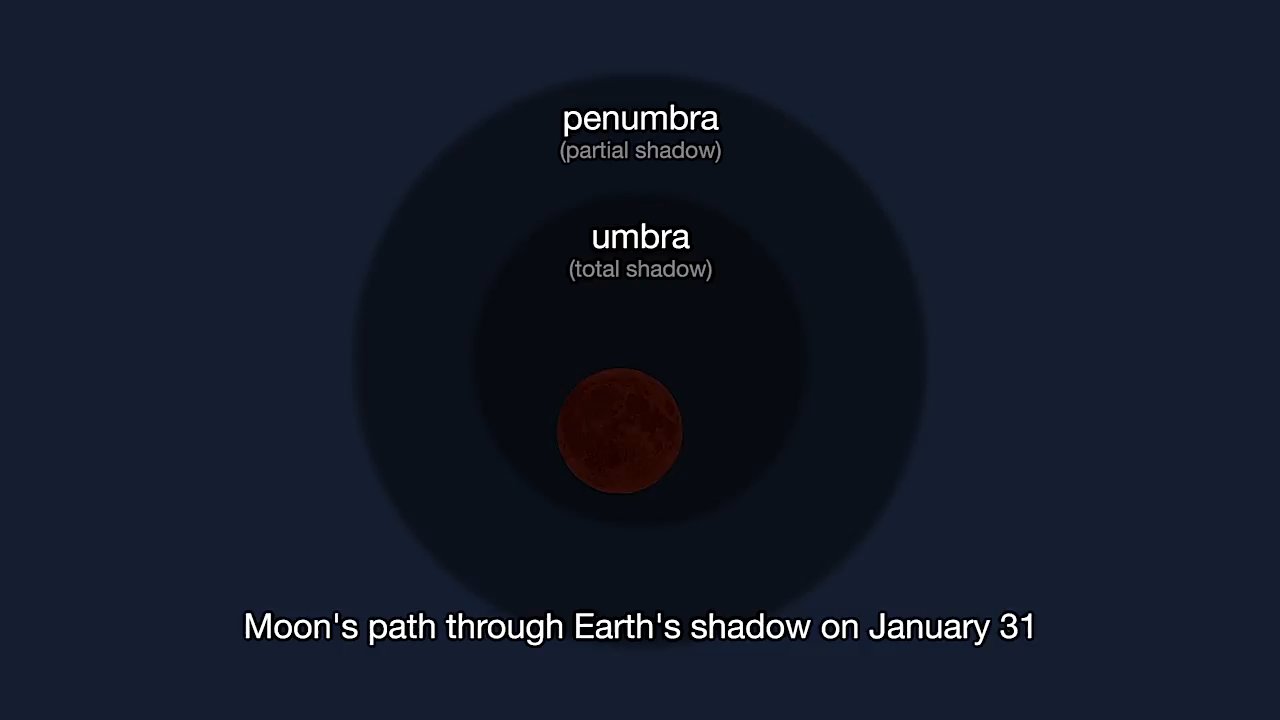 penumbra
(partial shadow)
umbra
(total shadow)
Moon's path through Earth's shadow on January 31